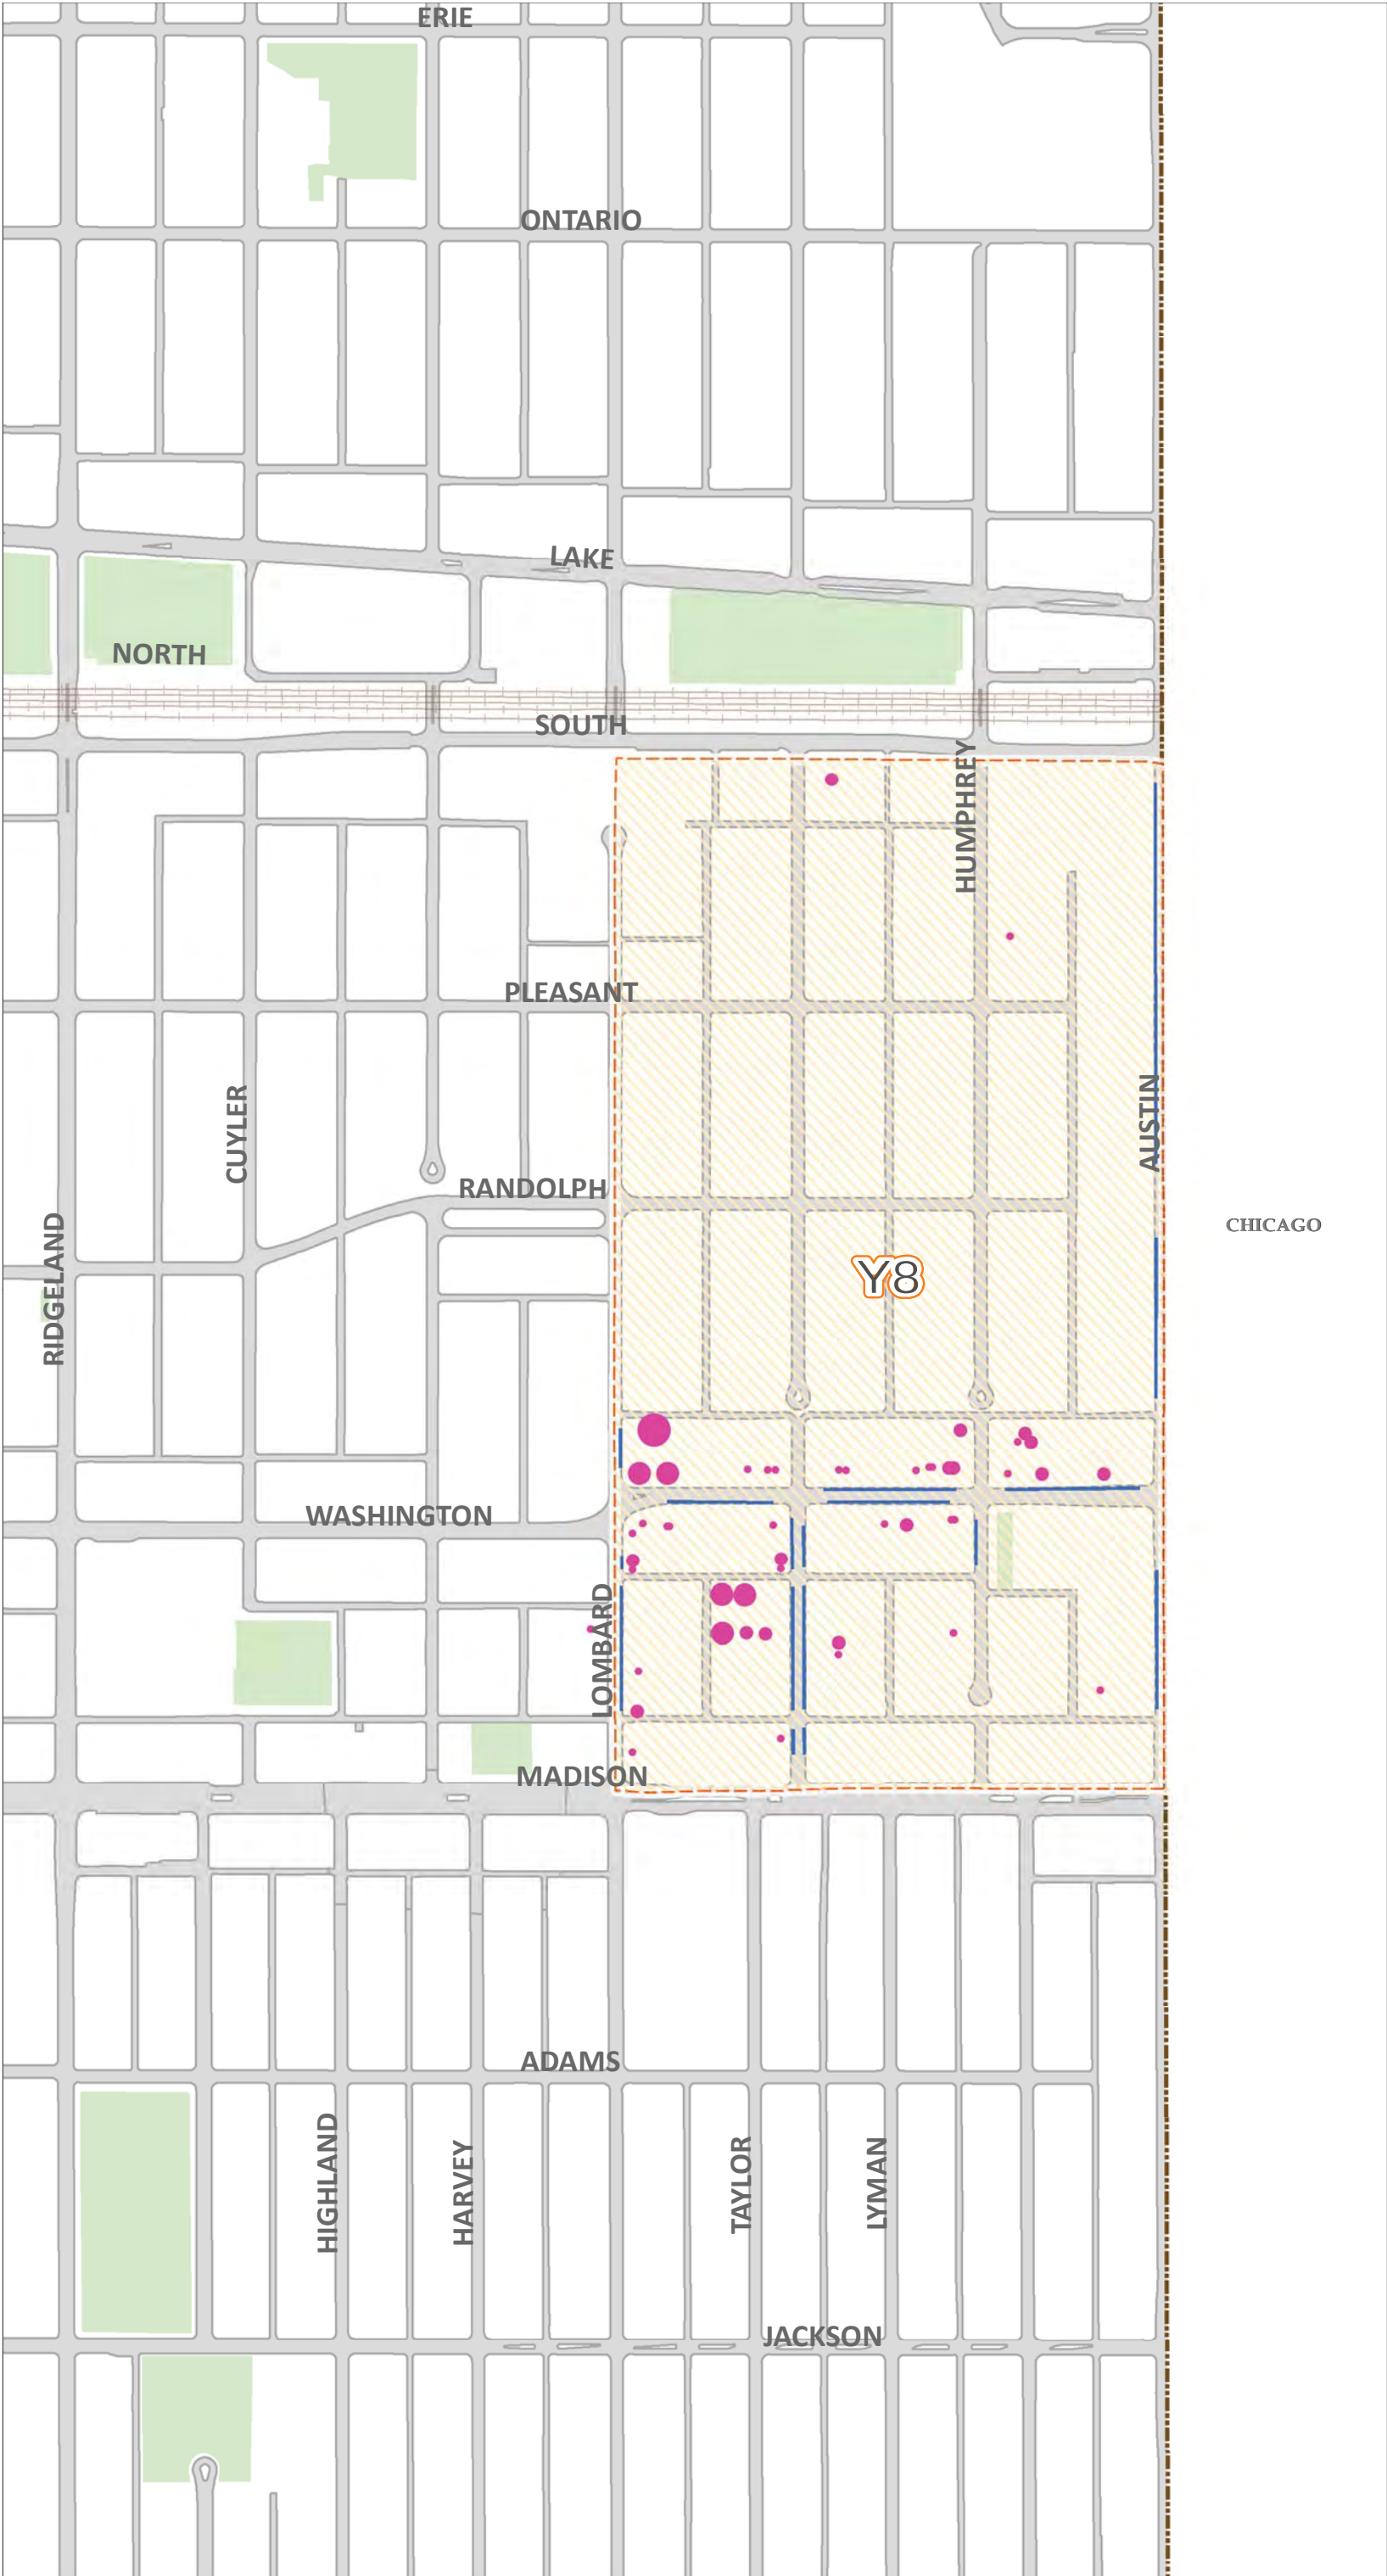 ERIE
ONTARIO
LAKE
NORTH
SOUTH
HUMPHREY
PLEASANT
CUYLER
AUSTIN
RANDOLPH
RIDGELAND
CHICAGO
Y8
WASHINGTON
LOMBARD
MADISON
ADAMS
HIGHLAND
HARVEY
TAYLOR
LYMAN
JACKSON